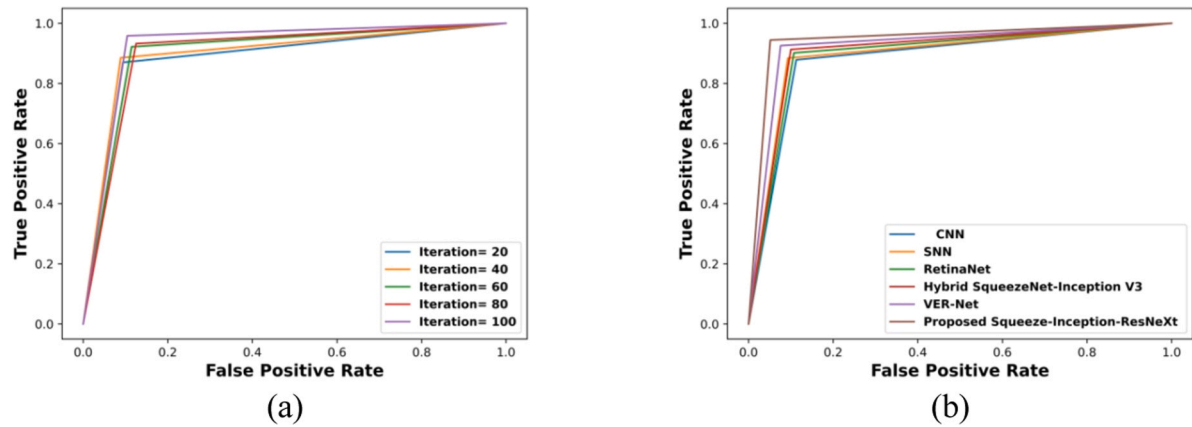 1.0
0.8
0.6
0.4
0.2
0.0
True Positive Rate
Iteration= 20
Iteration= 40
Iteration= 60
Iteration= 80
Iteration= 100
0.0 0.2 0.4 0.6 0.8 1.0
False Positive Rate
(a)
1.0
0.8
0.6
0.4
0.2
0.0
True Positive Rate
CNN
SNN
RetinaNet
Hybrid SqueezeNet-Inception V3
VER-Net
Proposed Squeeze-Inception-ResNeXt
0.0 0.2 0.4 0.6 0.8 1.0
False Positive Rate
(b)